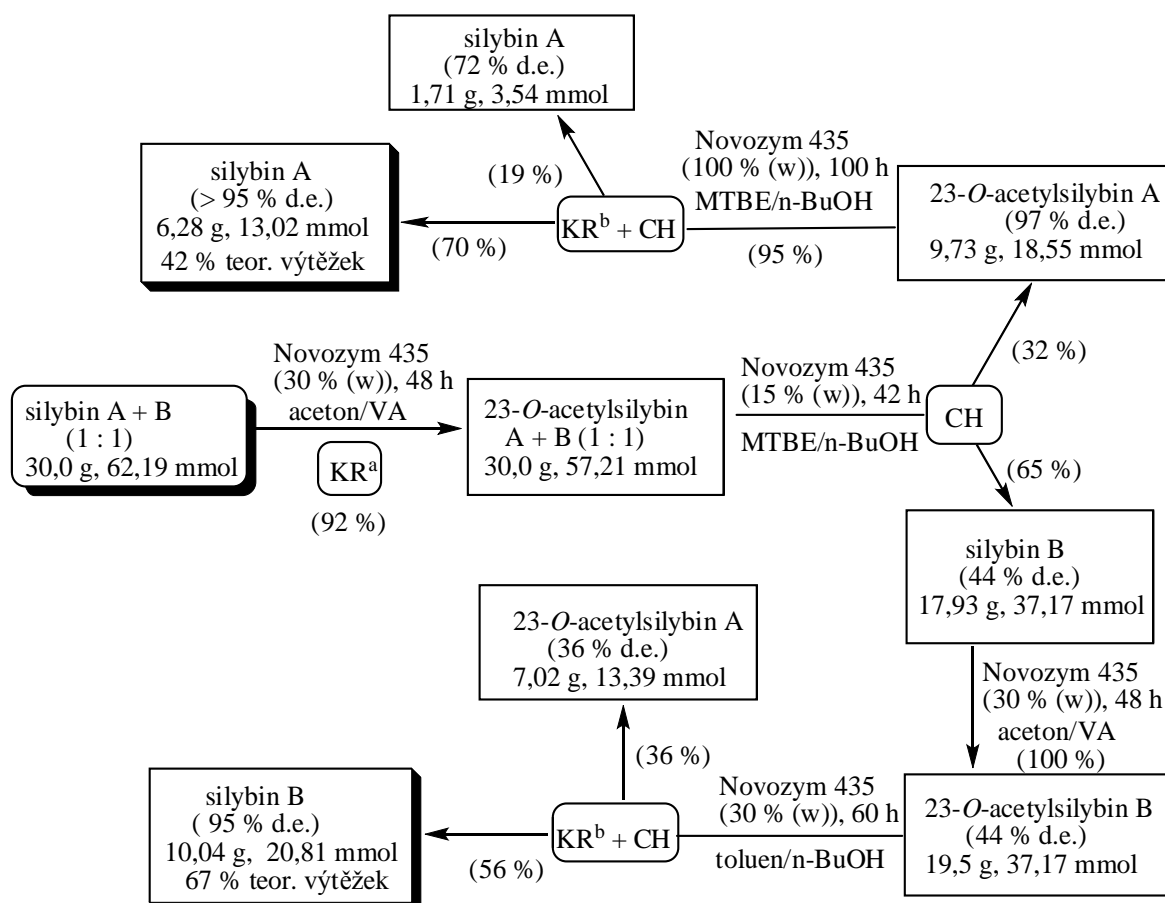 silybin A
(72 % d.e.)
1,71 g, 3,54 mmol
silybin A
(> 95 % d.e.)
6,28 g, 13,02 mmol
42 % teor. výtěžek
(19 %)
(70 %)
KRᵇ + CH
Novozym 435
(100 % (w)), 100 h
MTBE/n-BuOH
(95 %)
23-O-acetylsilybin A
(97 % d.e.)
9,73 g, 18,55 mmol
(32 %)
silybin A + B
(1 : 1)
30,0 g, 62,19 mmol
Novozym 435
(30 % (w)), 48 h
aceton/VA
KRᵃ
(92 %)
23-O-acetylsilybin
A + B (1 : 1)
30,0 g, 57,21 mmol
Novozym 435
(15 % (w)), 42 h
MTBE/n-BuOH
CH
(65 %)
silybin B
(44 % d.e.)
17,93 g, 37,17 mmol
Novozym 435
(30 % (w)), 48 h
aceton/VA
(100 %)
23-O-acetylsilybin A
(36 % d.e.)
7,02 g, 13,39 mmol
(36 %)
silybin B
( 95 % d.e.)
10,04 g, 20,81 mmol
67 % teor. výtěžek
(56 %)
KRᵇ + CH
Novozym 435
(30 % (w)), 60 h
toluen/n-BuOH
23-O-acetylsilybin B
(44 % d.e.)
19,5 g, 37,17 mmol